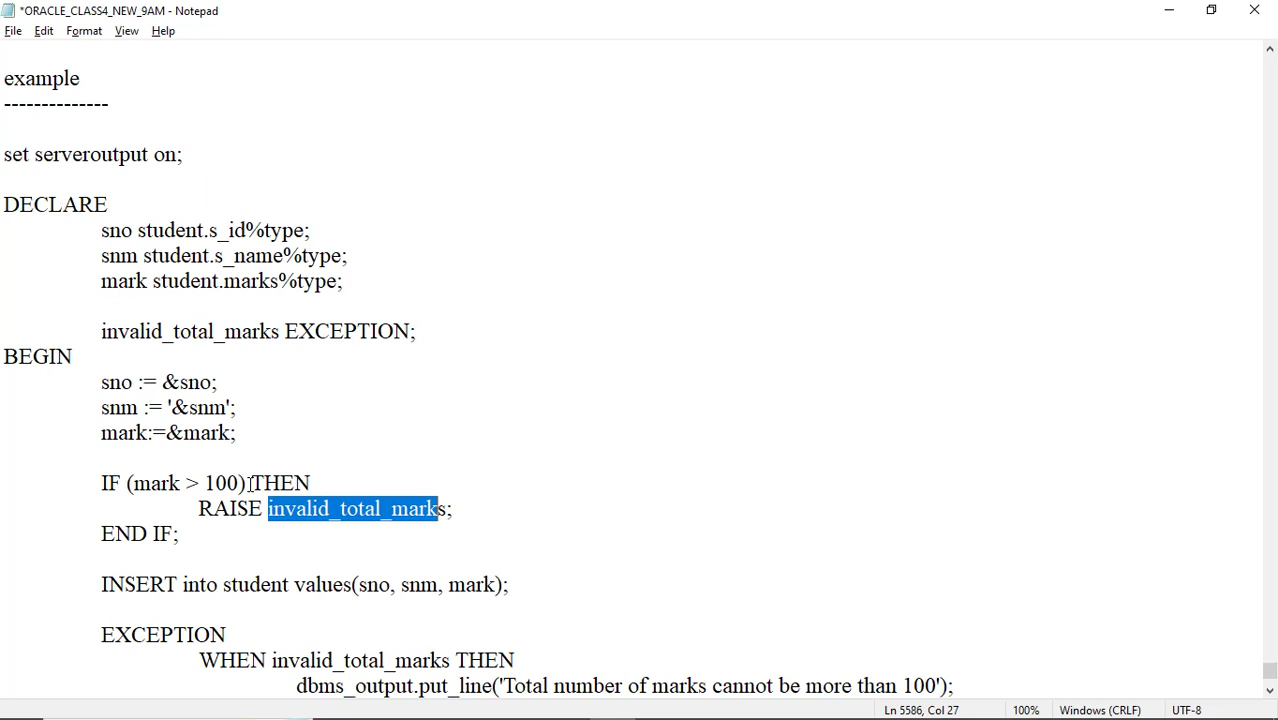 *ORACLE_CLASS4_NEW_9AM - Notepad
File Edit Format View Help
example
--------------
set serveroutput on;
DECLARE
sno student.s_id%type;
snm student.s_name%type;
mark student.marks%type;
invalid_total_marks EXCEPTION;
BEGIN
sno := &sno;
snm := '&snm';
mark:=&mark;
IF (mark > 100) THEN
RAISE invalid_total_marks;
END IF;
INSERT into student values(sno, snm, mark);
EXCEPTION
WHEN invalid_total_marks THEN
dbms_output.put_line('Total number of marks cannot be more than 100');
Ln 5586, Col 27 100% Windows (CRLF) UTF-8